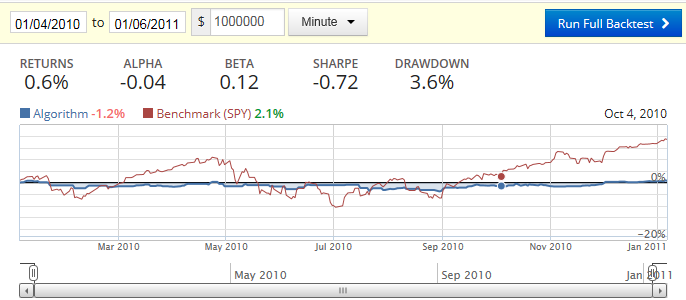 01/04/2010 to 01/06/2011 $ 1000000 Minute Run Full Backtest
RETURNS ALPHA BETA SHARPE DRAWDOWN
0.6% -0.04 0.12 -0.72 3.6%
Algorithm -1.2% Benchmark (SPY) 2.1% Oct 4, 2010
0%
-20%
Mar 2010 May 2010 Jul 2010 Sep 2010 Nov 2010 Jan 2011
May 2010 Sep 2010 Jan 2011